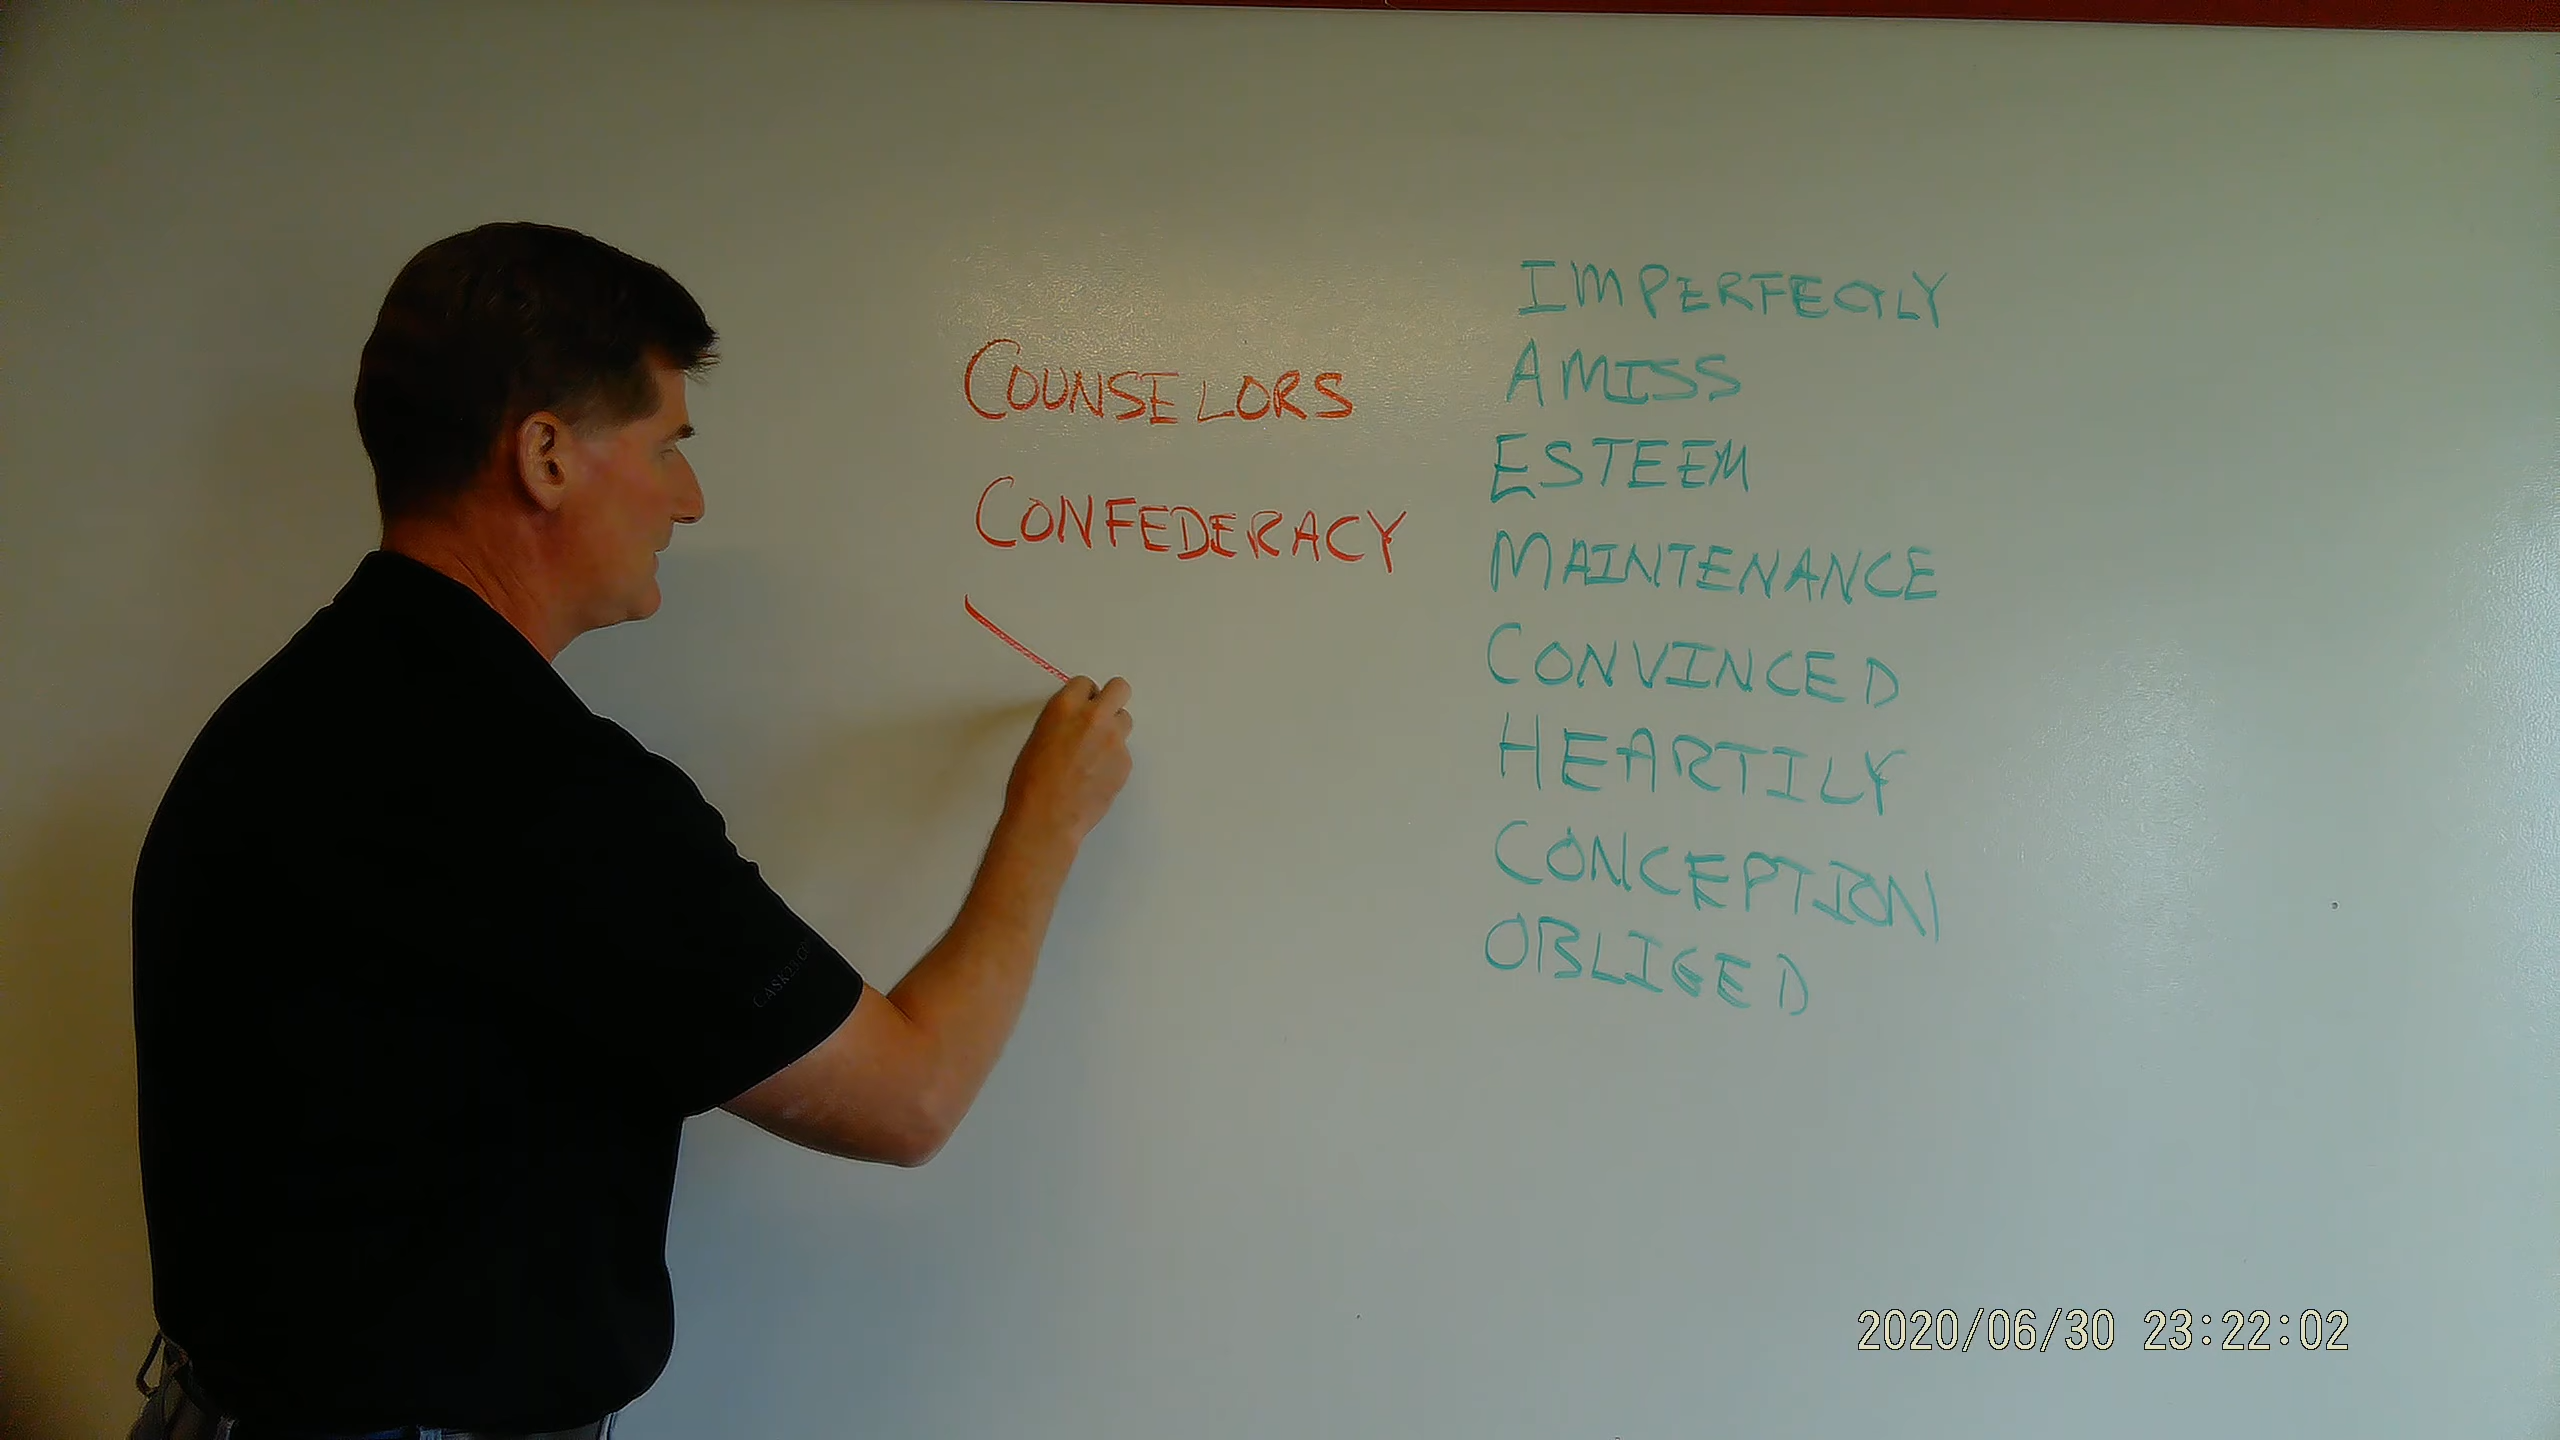 COUNSELORS
CONFEDERACY
IMPERFECTLY
AMISS
ESTEEM
MAINTENANCE
CONVINCED
HEARTILY
CONCEPTION
OBLIGED
2020/06/30 23:22:02